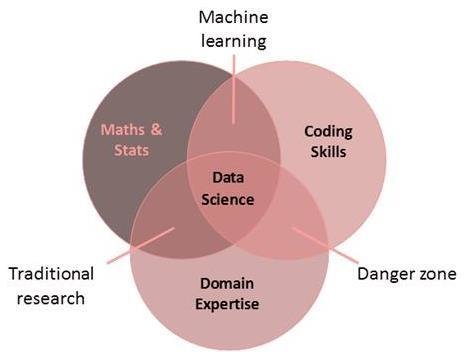 Machine
learning
Maths &
Stats
Coding
Skills
Data
Science
Traditional
research
Danger zone
Domain
Expertise